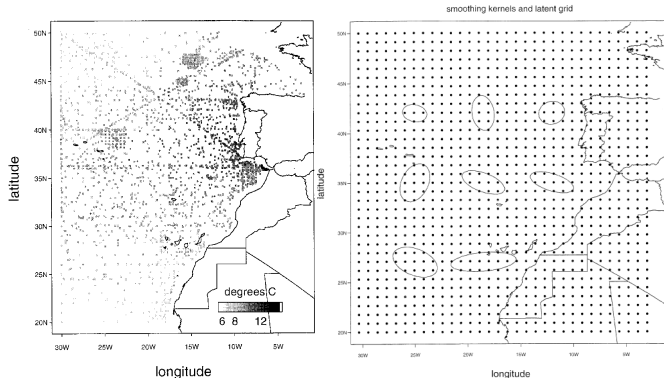 smoothing kernels and latent grid
50N
45N
40N
35N
30N
25N
20N
latitude
degrees C
6 8 12
30W 25W 20W 15W 10W 5W
longitude
50N
45N
40N
35N
30N
25N
20N
latitude
30W 25W 20W 15W 10W 5W
longitude